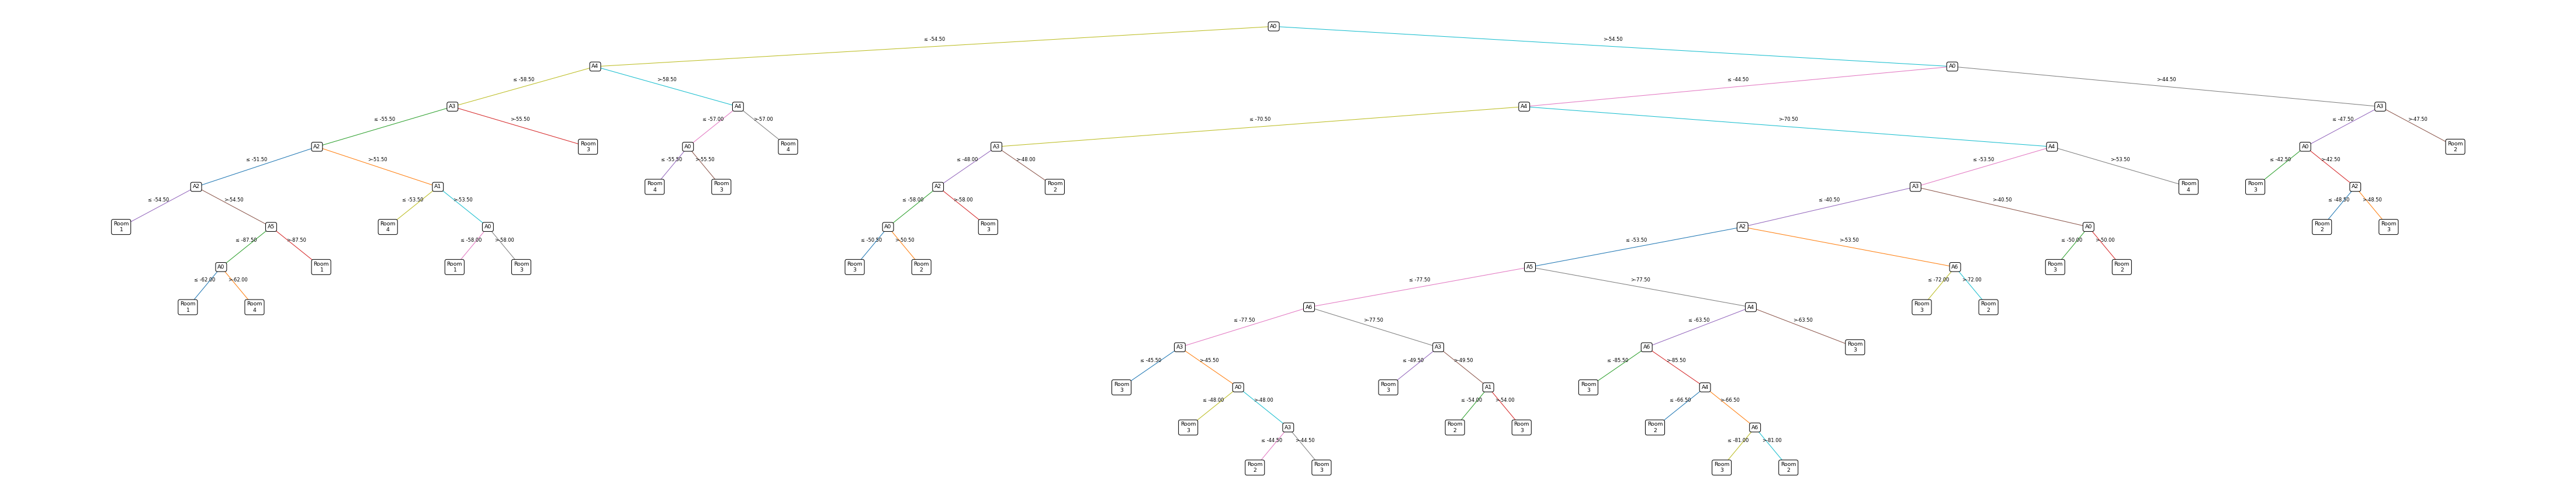 A0
≤ -54.50
>-54.50
A4
A0
≤ -58.50
>-58.50
≤ -44.50
>-44.50
A3
A4
A4
A3
≤ -55.50
>-55.50
≤ -57.00
>-57.00
≤ -70.50
>-70.50
≤ -47.50
>-47.50
A2
Room
3
A0
Room
4
A3
A4
A0
Room
2
≤ -51.50
>-51.50
≤ -55.50
>-55.50
≤ -48.00
>-48.00
≤ -53.50
>-53.50
≤ -42.50
>-42.50
A2
A1
Room
4
Room
3
A2
Room
2
A3
Room
4
Room
3
A2
≤ -54.50
>-54.50
≤ -53.50
>-53.50
≤ -58.00
>-58.00
≤ -40.50
>-40.50
≤ -48.50
>-48.50
Room
1
A5
Room
4
A0
A0
Room
3
A2
A0
Room
2
Room
3
≤ -87.50
>-87.50
≤ -58.00
>-58.00
≤ -50.50
>-50.50
≤ -53.50
>-53.50
≤ -50.00
>-50.00
A0
Room
1
Room
1
Room
3
Room
3
Room
2
A5
A6
Room
3
Room
2
≤ -62.00
>-62.00
≤ -77.50
>-77.50
≤ -72.00
>-72.00
Room
1
Room
4
A6
A4
Room
3
Room
2
≤ -77.50
>-77.50
≤ -63.50
>-63.50
A3
A3
A6
Room
3
≤ -45.50
>-45.50
≤ -49.50
>-49.50
≤ -85.50
>-85.50
Room
3
A0
Room
3
A1
Room
3
A4
≤ -48.00
>-48.00
≤ -54.00
>-54.00
≤ -66.50
>-66.50
Room
3
A3
Room
2
Room
3
Room
2
A6
≤ -44.50
>-44.50
≤ -81.00
>-81.00
Room
2
Room
3
Room
3
Room
2